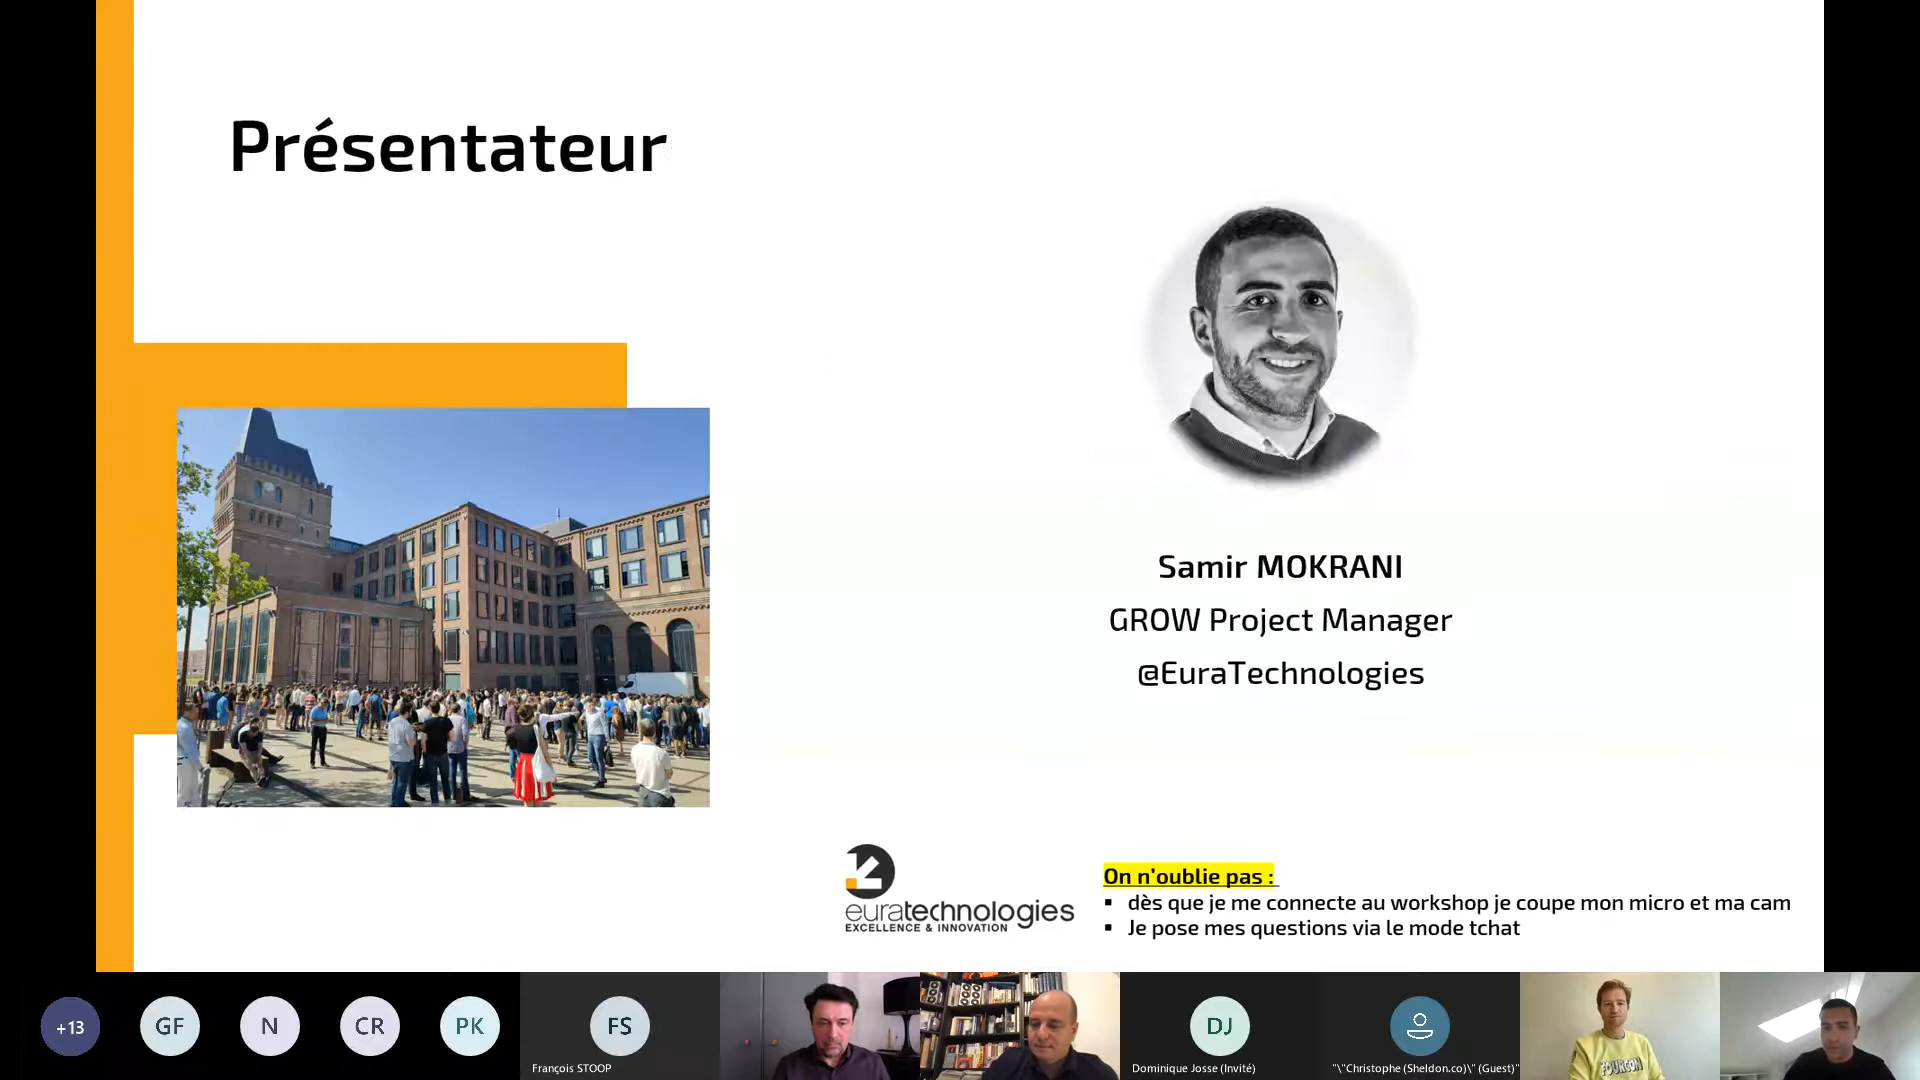 Présentateur
Samir MOKRANI
GROW Project Manager
@EuraTechnologies
euratechnologies
EXCELLENCE & INNOVATION
On n'oublie pas :
▪ dès que je me connecte au workshop je coupe mon micro et ma cam
▪ Je pose mes questions via le mode tchat
+13
GF
N
CR
PK
FS
François STOOP
DJ
Dominique Josse (Invité)
"\"Christophe (Sheldon.co)\" (Guest)"
FOURGON